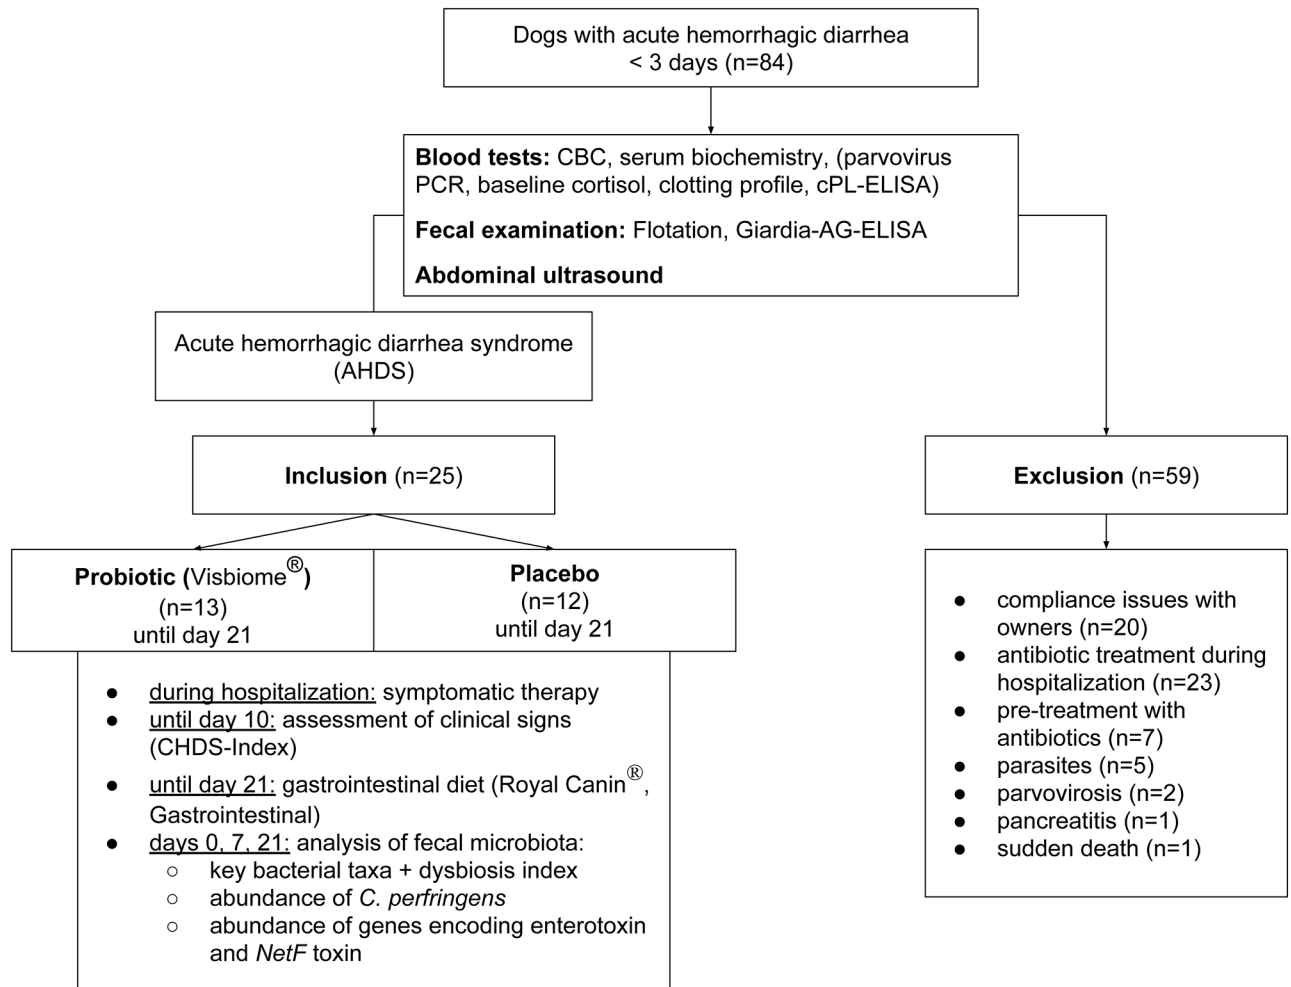 Dogs with acute hemorrhagic diarrhea
< 3 days (n=84)
Blood tests: CBC, serum biochemistry, (parvovirus
PCR, baseline cortisol, clotting profile, cPL-ELISA)
Fecal examination: Flotation, Giardia-AG-ELISA
Abdominal ultrasound
Acute hemorrhagic diarrhea syndrome
(AHDS)
Inclusion (n=25)
Exclusion (n=59)
Probiotic (Visbiome®)
(n=13)
until day 21
Placebo
(n=12)
until day 21
● during hospitalization: symptomatic therapy
● until day 10: assessment of clinical signs
(CHDS-Index)
● until day 21: gastrointestinal diet (Royal Canin®,
Gastrointestinal)
● days 0, 7, 21: analysis of fecal microbiota:
○ key bacterial taxa + dysbiosis index
○ abundance of C. perfringens
○ abundance of genes encoding enterotoxin
and NetF toxin
● compliance issues with
owners (n=20)
● antibiotic treatment during
hospitalization (n=23)
● pre-treatment with
antibiotics (n=7)
● parasites (n=5)
● parvovirosis (n=2)
● pancreatitis (n=1)
● sudden death (n=1)